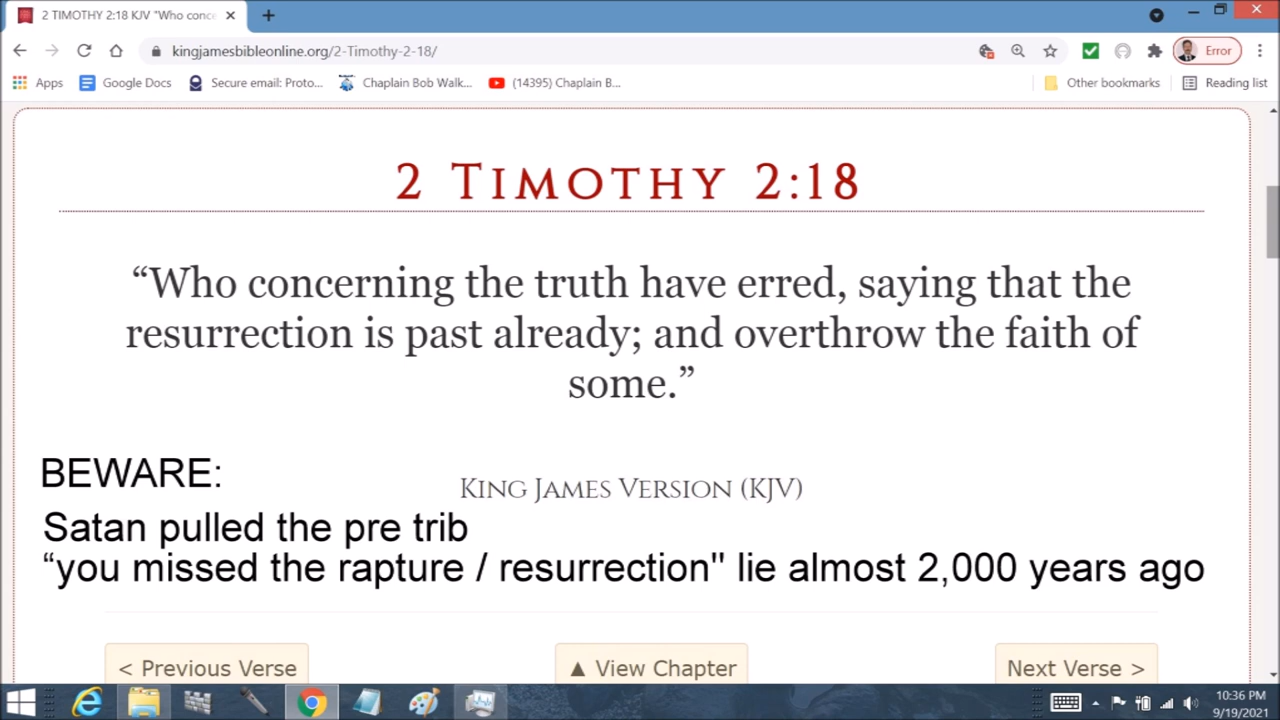 2 TIMOTHY 2:18 KJV "Who conce
kingjamesbibleonline.org/2-Timothy-2-18/
Error
Apps
Google Docs
Secure email: Proto...
Chaplain Bob Walk...
(14395) Chaplain B...
Other bookmarks
Reading list
2 TIMOTHY 2:18
“Who concerning the truth have erred, saying that the
resurrection is past already; and overthrow the faith of
some.”
BEWARE:
KING JAMES VERSION (KJV)
Satan pulled the pre trib
“you missed the rapture / resurrection" lie almost 2,000 years ago
< Previous Verse
▲ View Chapter
Next Verse >
10:36 PM
9/19/2021